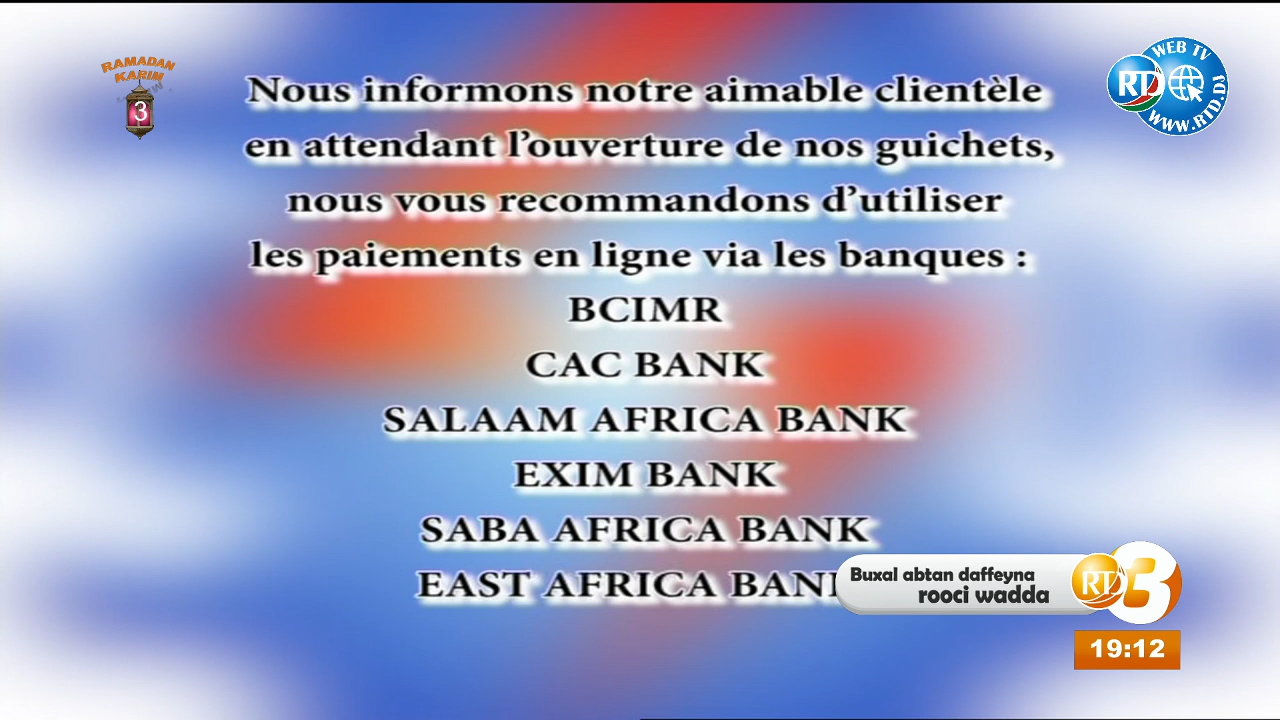 RAMADAN
KARIM
3
WEB TV
RTD
WWW.RTD.DJ
Nous informons notre aimable clientèle
en attendant l’ouverture de nos guichets,
nous vous recommandons d’utiliser
les paiements en ligne via les banques :
BCIMR
CAC BANK
SALAAM AFRICA BANK
EXIM BANK
SABA AFRICA BANK
EAST AFRICA BAN
Buxal abtan daffeyna
rooci wadda
RTD 3
19:12